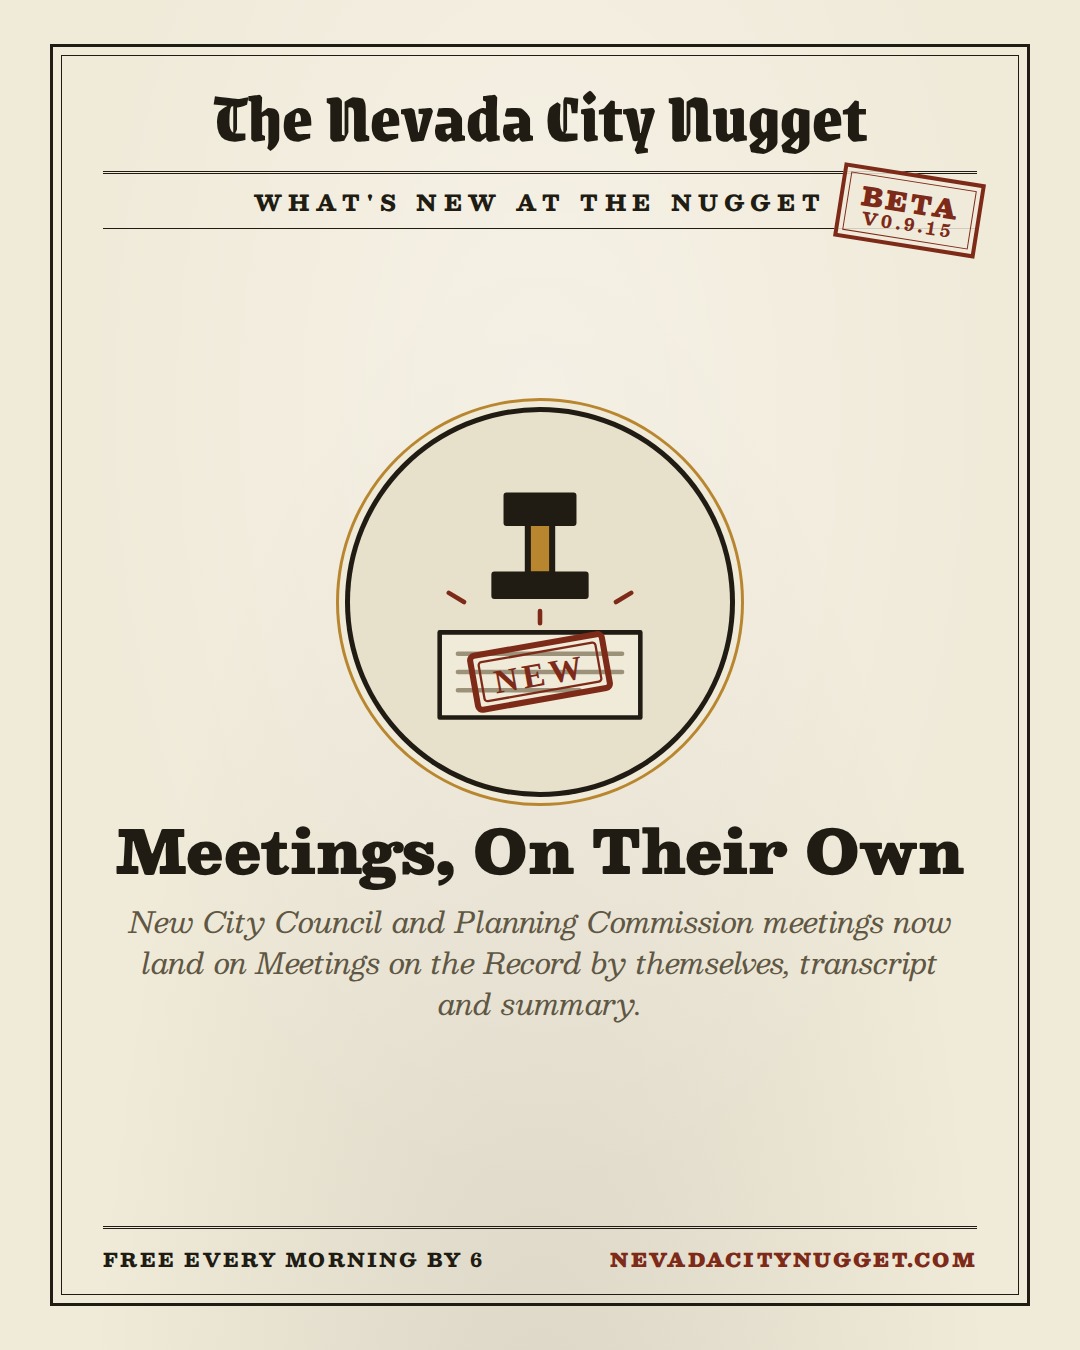 The Nevada City Nugget
WHAT'S NEW AT THE NUGGET
BETA
V0.9.15
NEW
Meetings, On Their Own
New City Council and Planning Commission meetings now
land on Meetings on the Record by themselves, transcript
and summary.
FREE EVERY MORNING BY 6
NEVADACITYNUGGET.COM